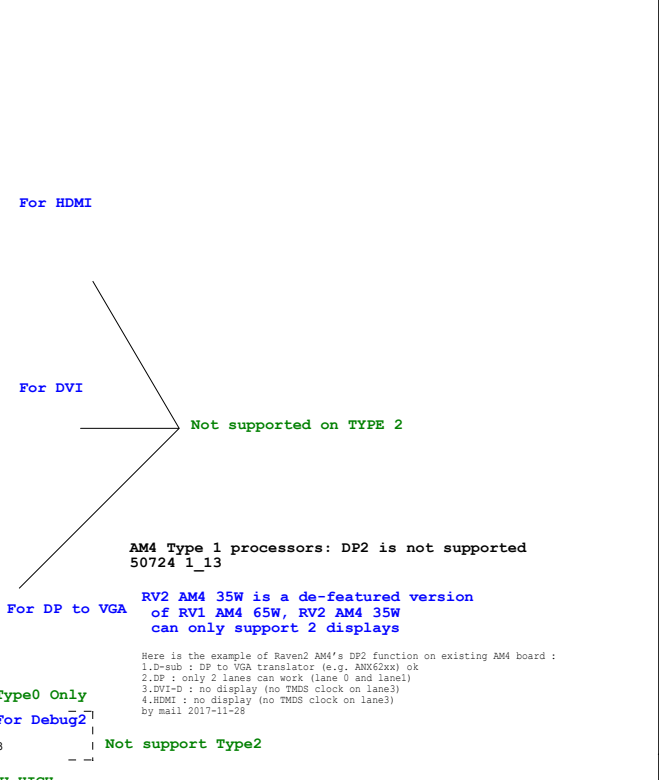 For HDMI
For DVI
Not supported on TYPE 2
AM4 Type 1 processors: DP2 is not supported
50724 1_13
For DP to VGA
RV2 AM4 35W is a de-featured version
of RV1 AM4 65W, RV2 AM4 35W
can only support 2 displays
Here is the example of Raven2 AM4's DP2 function on existing AM4 board :
1.D-sub : DP to VGA translator (e.g. ANX62xx) ok
2.DP : only 2 lanes can work (lane 0 and lane1)
3.DVI-D : no display (no TMDS clock on lane3)
4.HDMI : no display (no TMDS clock on lane3)
by mail 2017-11-28
Type0 Only
For Debug2
Not support Type2